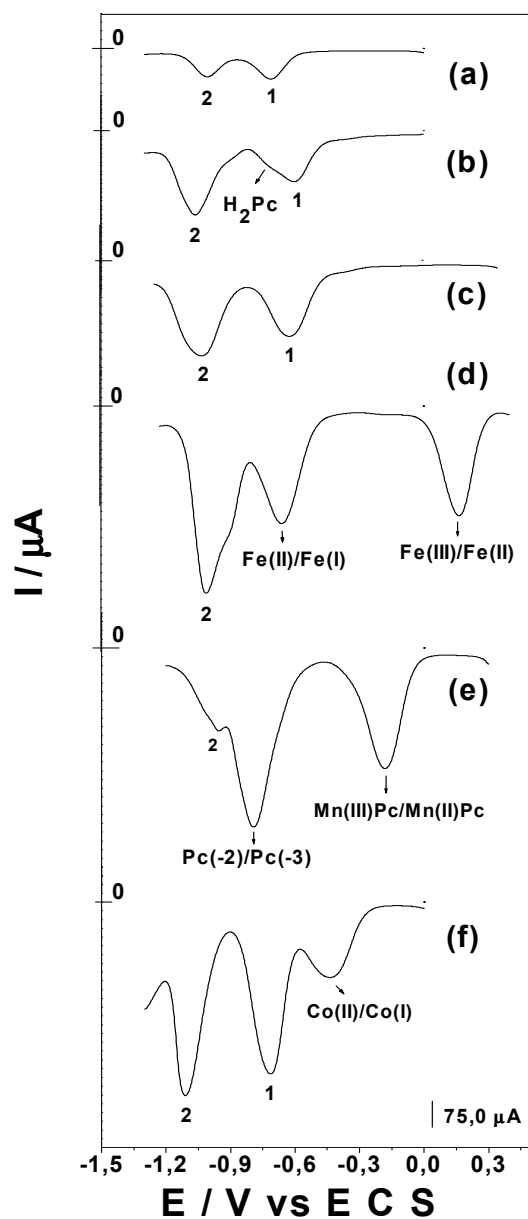 0
(a)
2
1
0
(b)
H2Pc
1
2
0
(c)
1
2
(d)
0
Fe(II)/Fe(I)
Fe(III)/Fe(II)
2
0
(e)
2
Mn(III)Pc/Mn(II)Pc
Pc(-2)/Pc(-3)
0
(f)
Co(II)/Co(I)
2
1
75,0 μA
I / μA
-1,5 -1,2 -0,9 -0,6 -0,3 0,0 0,3
E / V vs E C S